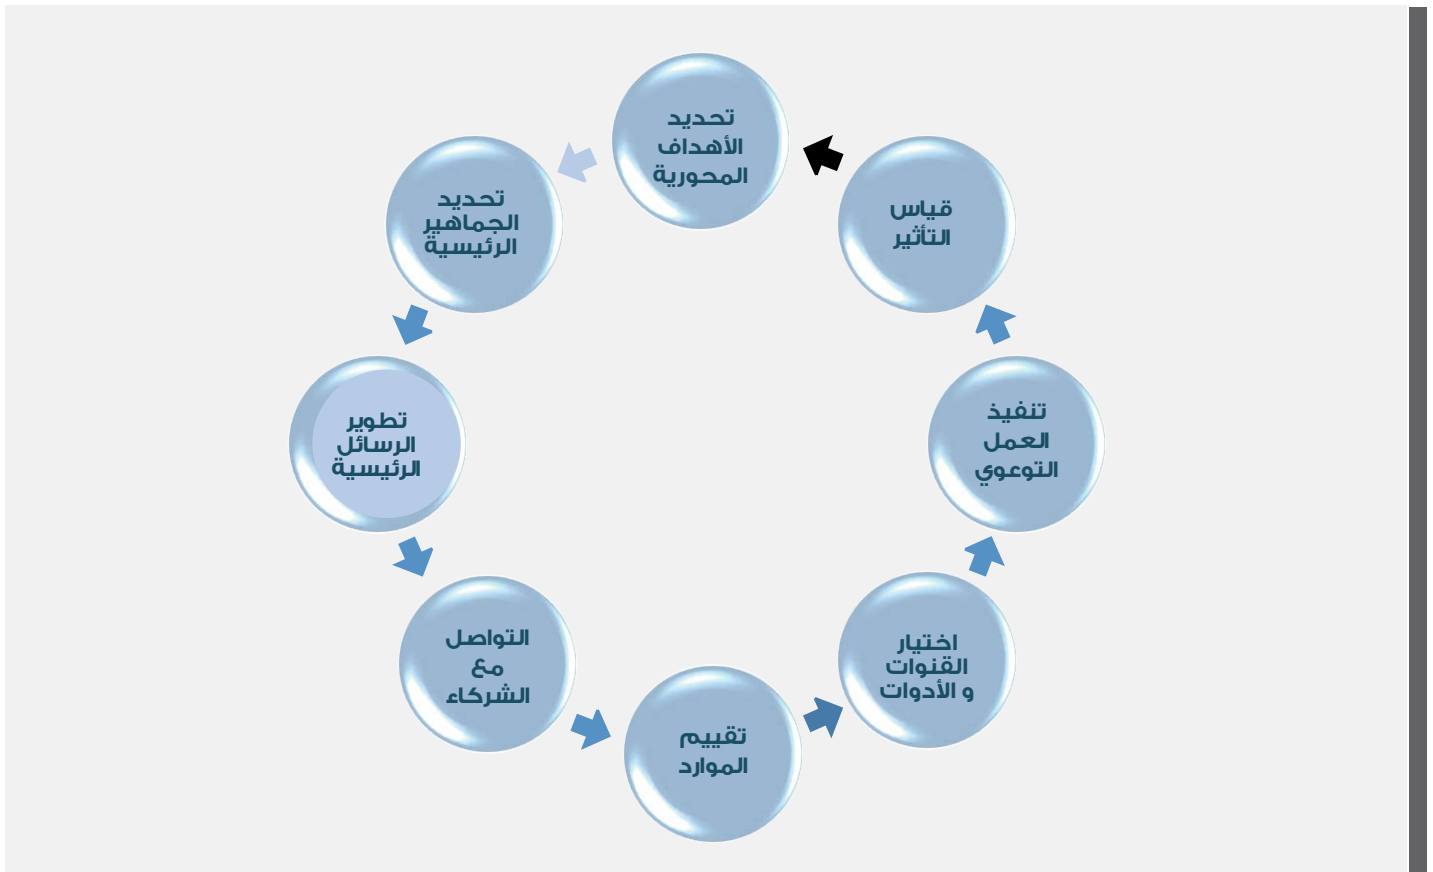 تحديد
الأهداف
المحورية
تحديد
الجماهير
الرئيسية
تطوير
الرسائل
الرئيسية
التواصل
مع
الشركاء
تقييم
الموارد
اختيار
القنوات
و الأدوات
تنفيذ
العمل
التوعوي
قياس
التأثير